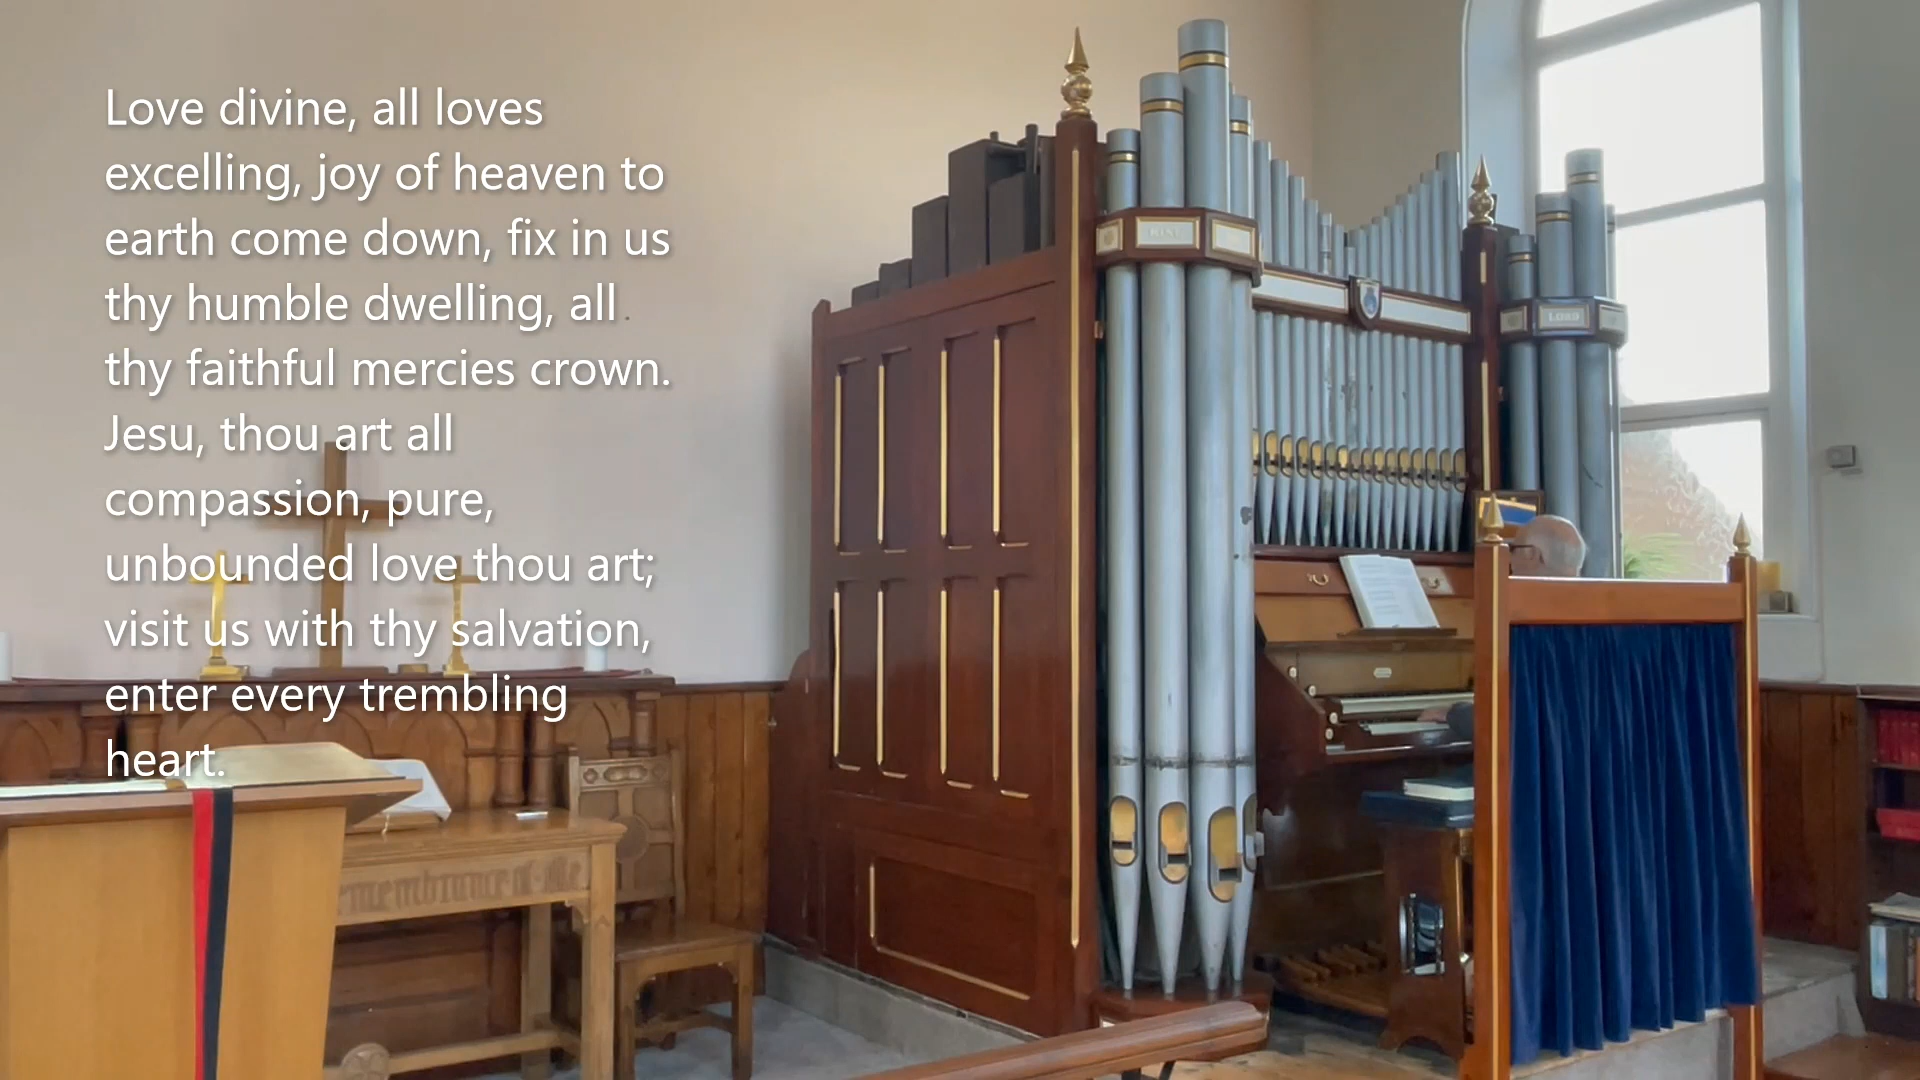 Love divine, all loves
excelling, joy of heaven to
earth come down, fix in us
thy humble dwelling, all
thy faithful mercies crown.
Jesu, thou art all
compassion, pure,
unbounded love thou art;
visit us with thy salvation,
enter every trembling
heart.
LORD